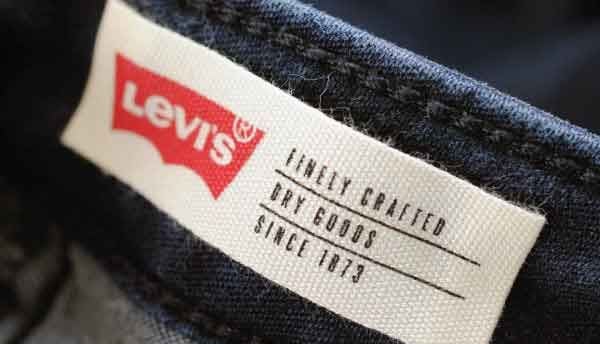 LEVI'S®
FINELY CRAFTED
DRY GOODS
SINCE 1873